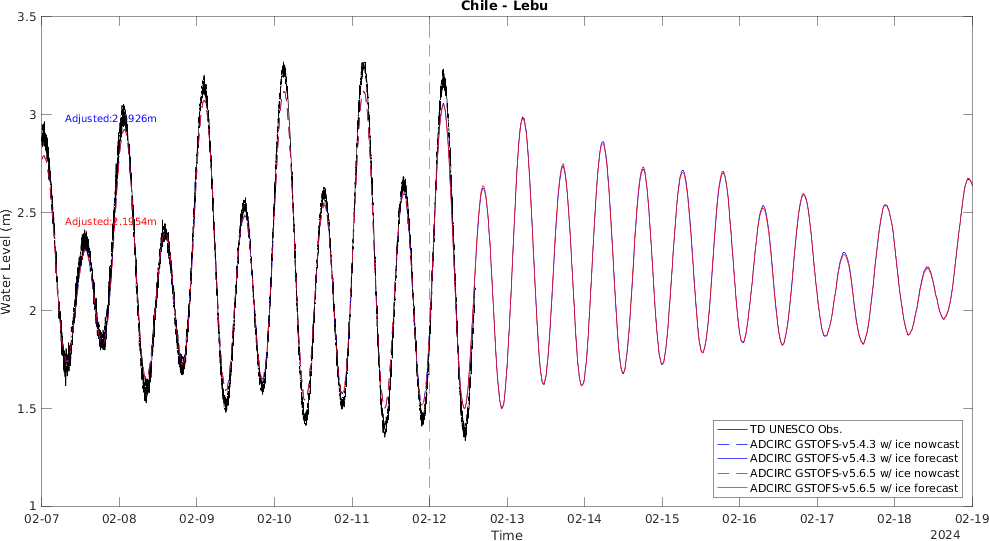 Chile - Lebu
3.5
3
2.5
2
1.5
1
Water Level (m)
Adjusted:2.1954m
TD UNESCO Obs.
ADCIRC GSTOFS-v5.4.3 w/ ice nowcast
ADCIRC GSTOFS-v5.4.3 w/ ice forecast
ADCIRC GSTOFS-v5.6.5 w/ ice nowcast
ADCIRC GSTOFS-v5.6.5 w/ ice forecast
02-07 02-08 02-09 02-10 02-11 02-12 02-13 02-14 02-15 02-16 02-17 02-18 02-19
Time
2024